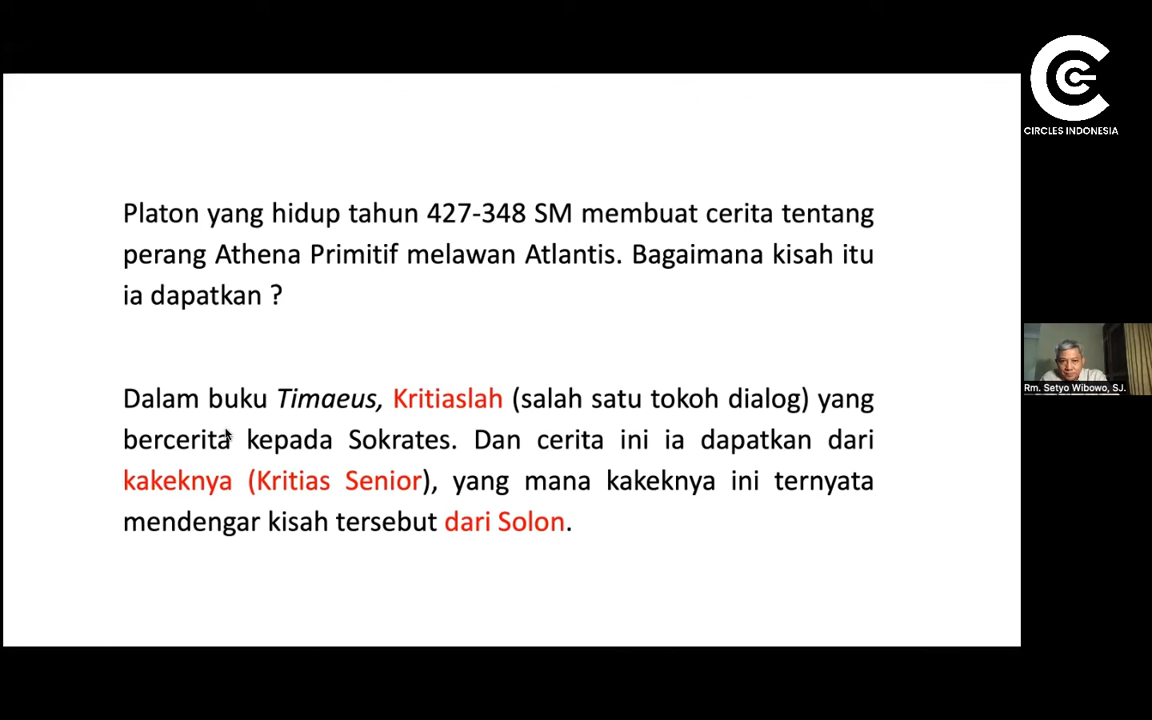 CIRCLES INDONESIA
Platon yang hidup tahun 427-348 SM membuat cerita tentang
perang Athena Primitif melawan Atlantis. Bagaimana kisah itu
ia dapatkan ?
Dalam buku Timaeus, Kritiaslah (salah satu tokoh dialog) yang
bercerita kepada Sokrates. Dan cerita ini ia dapatkan dari
kakeknya (Kritias Senior), yang mana kakeknya ini ternyata
mendengar kisah tersebut dari Solon.
Rm. Setyo Wibowo, SJ.